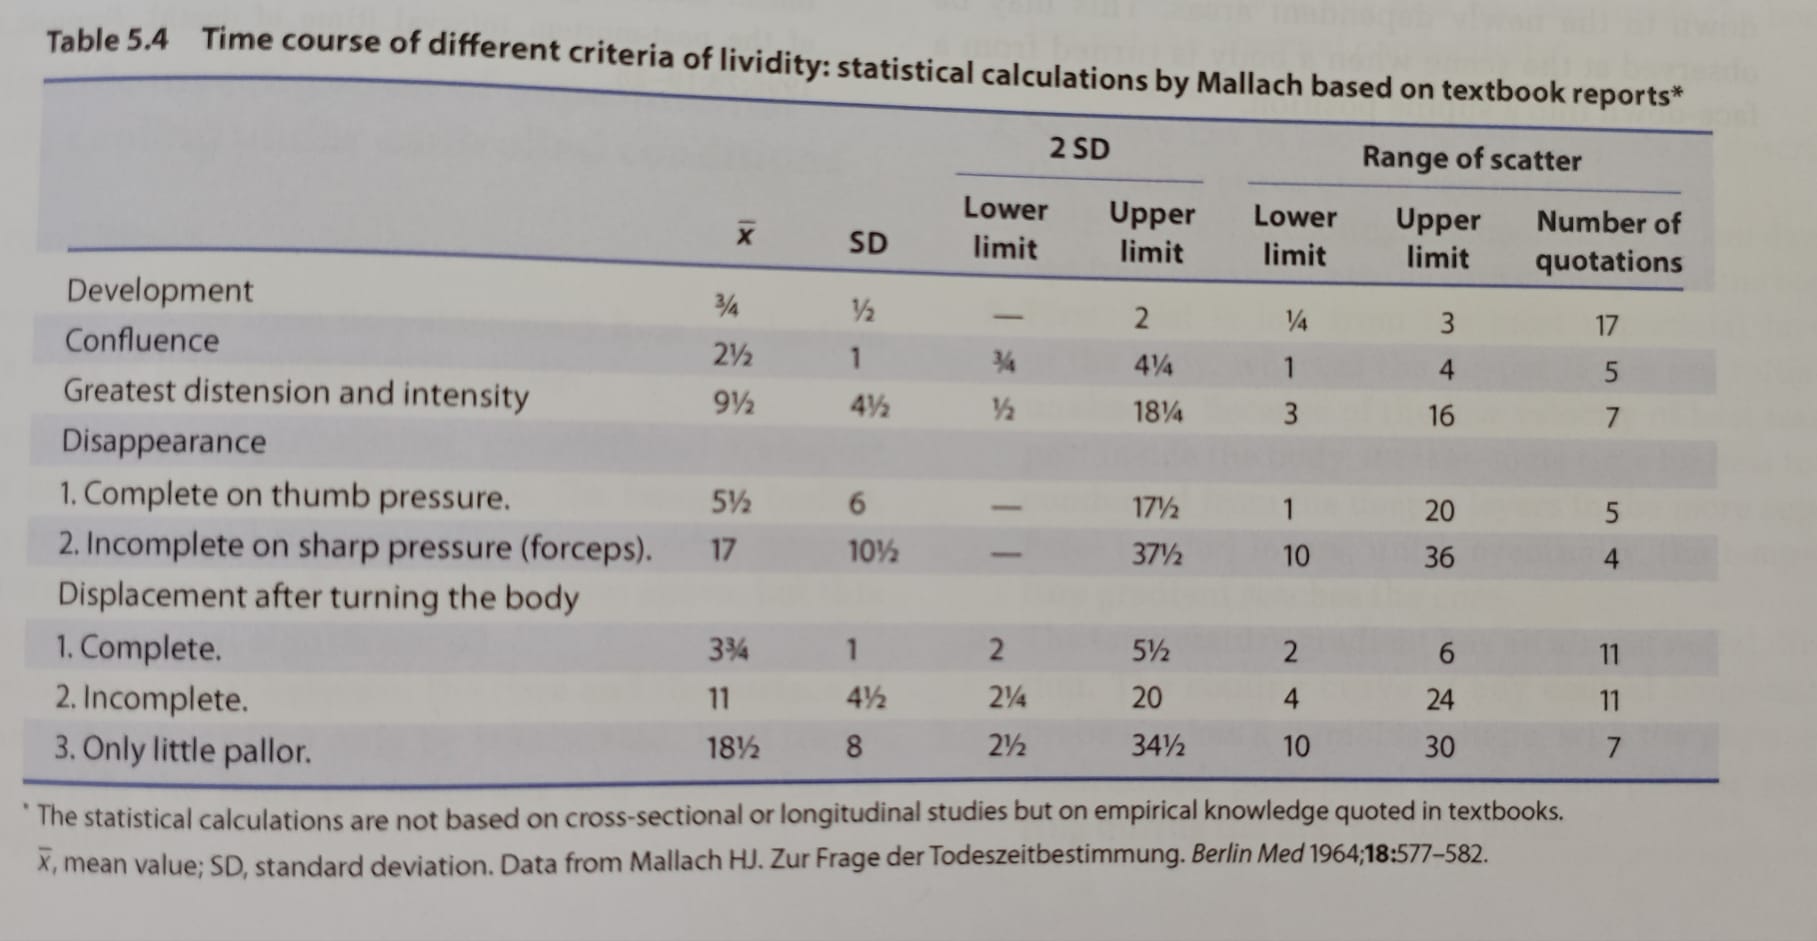 Table 5.4 Time course of different criteria of lividity: statistical calculations by Mallach based on textbook reports*
2 SD Range of scatter
x̅ SD Lower limit Upper limit Lower limit Upper limit Number of quotations
Development ¾ ½ — 2 ¼ 3 17
Confluence 2½ 1 ¾ 4¼ 1 4 5
Greatest distension and intensity 9½ 4½ ½ 18¼ 3 16 7
Disappearance
1. Complete on thumb pressure. 5½ 6 — 17½ 1 20 5
2. Incomplete on sharp pressure (forceps). 17 10½ — 37½ 10 36 4
Displacement after turning the body
1. Complete. 3¾ 1 2 5½ 2 6 11
2. Incomplete. 11 4½ 2¼ 20 4 24 11
3. Only little pallor. 18½ 8 2½ 34½ 10 30 7
* The statistical calculations are not based on cross-sectional or longitudinal studies but on empirical knowledge quoted in textbooks.
x̅, mean value; SD, standard deviation. Data from Mallach HJ. Zur Frage der Todeszeitbestimmung. Berlin Med 1964;18:577–582.